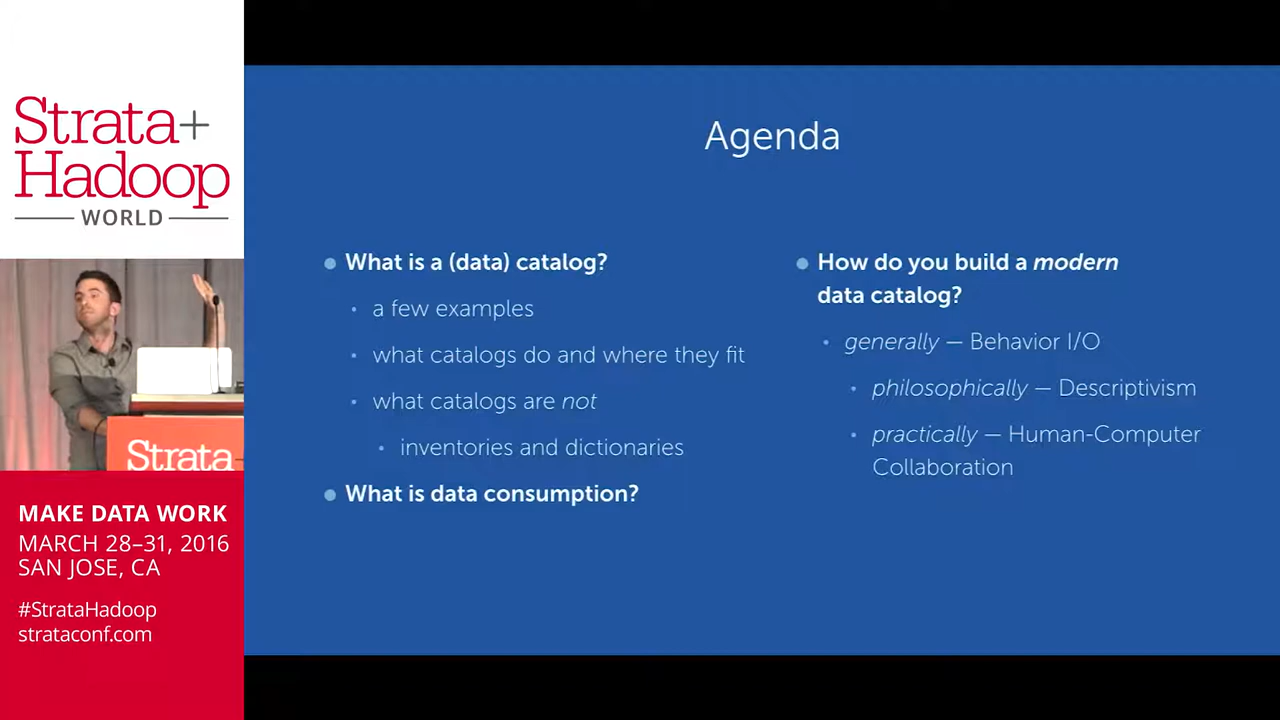 Strata+
Hadoop
WORLD
Strata
MAKE DATA WORK
MARCH 28–31, 2016
SAN JOSE, CA
#StrataHadoop
strataconf.com
Agenda
• What is a (data) catalog?
• a few examples
• what catalogs do and where they fit
• what catalogs are not
• inventories and dictionaries
• What is data consumption?
• How do you build a modern
data catalog?
• generally — Behavior I/O
• philosophically — Descriptivism
• practically — Human-Computer
Collaboration